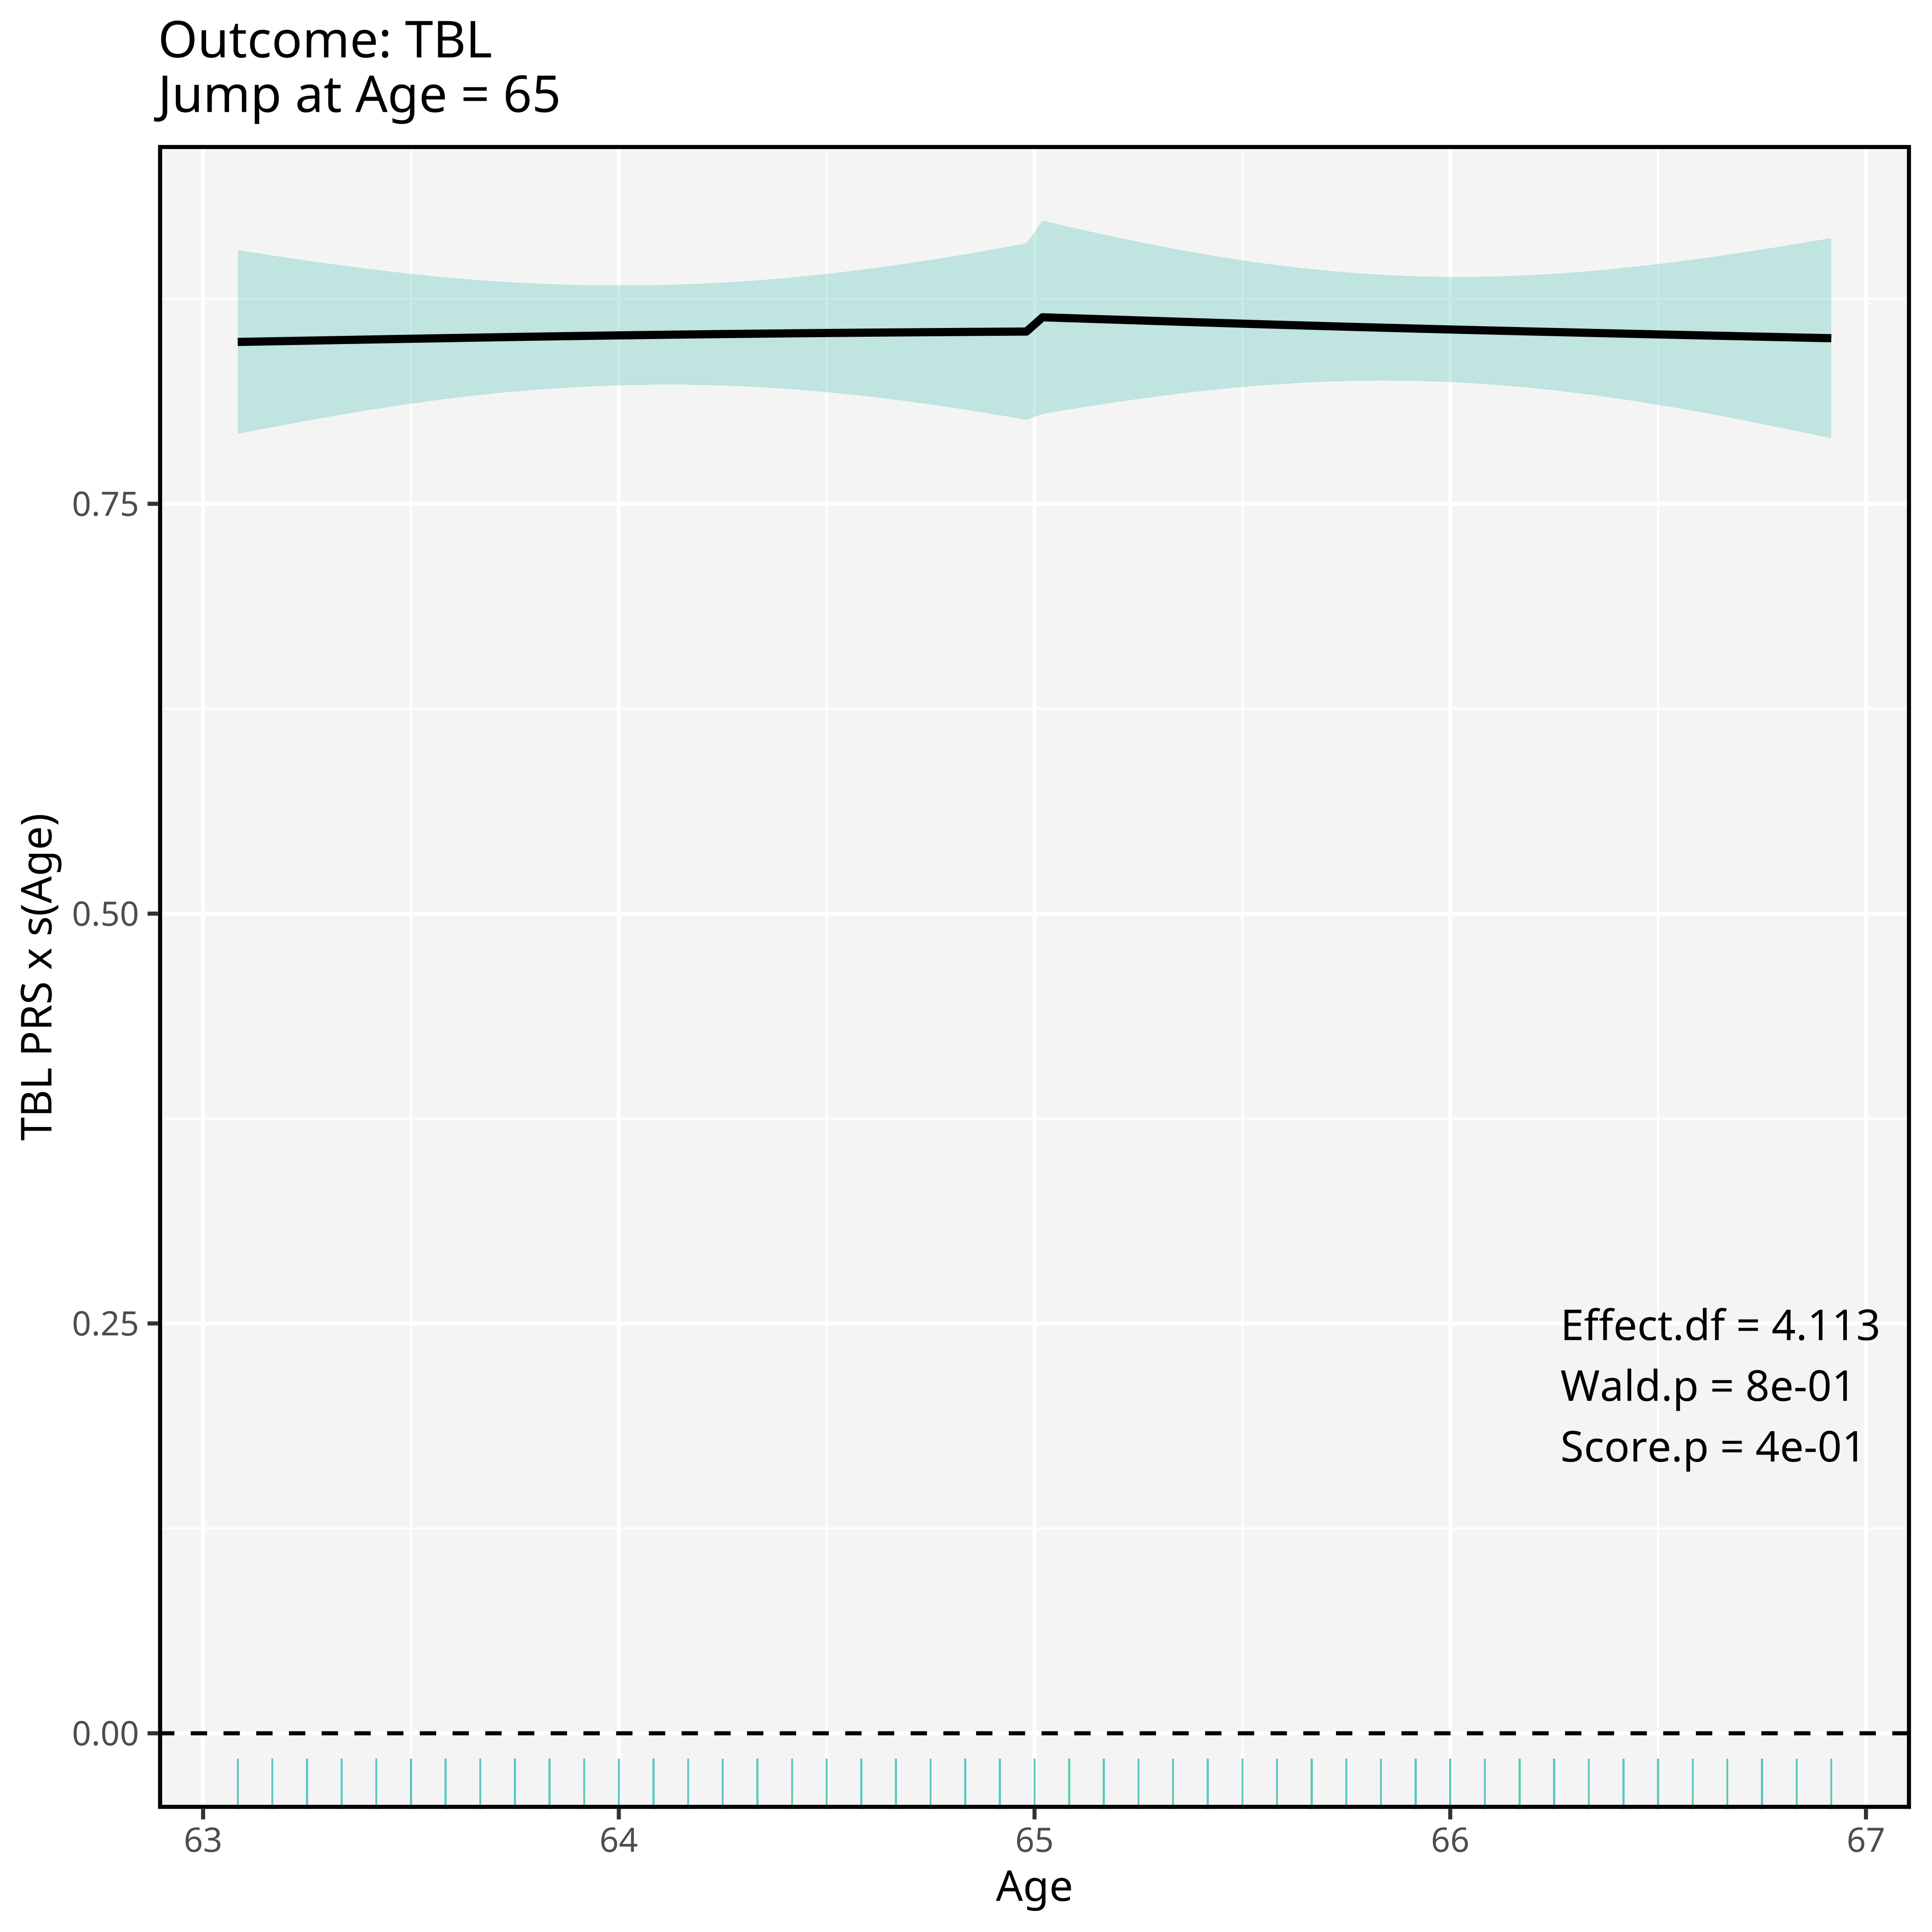 Outcome: TBL
Jump at Age = 65
TBL PRS x s(Age)
0.75
0.50
0.25
0.00
Effect.df = 4.113
Wald.p = 8e-01
Score.p = 4e-01
63 64 65 66 67
Age